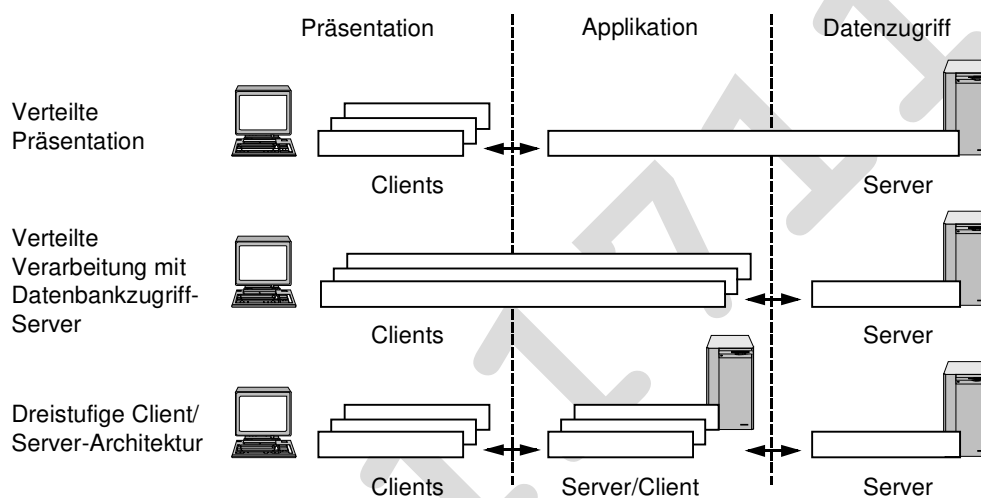 Präsentation Applikation Datenzugriff
Verteilte
Präsentation
Clients Server
Verteilte
Verarbeitung mit
Datenbankzugriff-
Server
Clients Server
Dreistufige Client/
Server-Architektur
Clients Server/Client Server